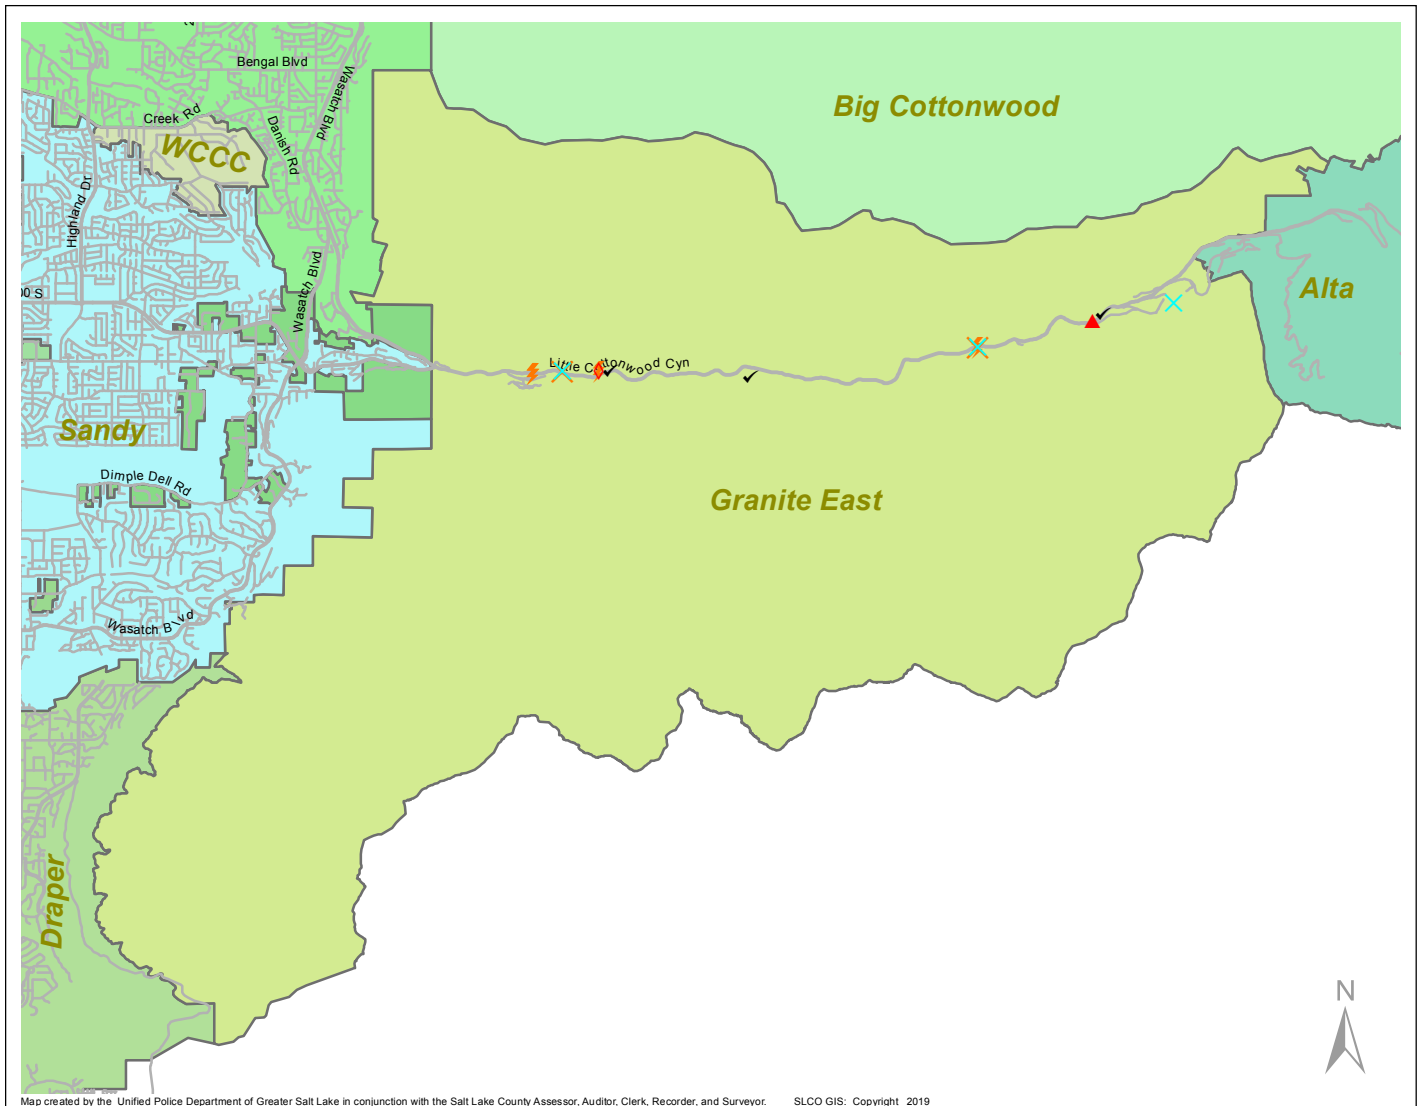 Bengal Blvd
Wasatch Blvd
Big Cottonwood
Creek Rd
Danish Rd
WCCC
Highland Dr
Wasatch Blvd
00 S
Alta
Little Cottonwood Cyn
Sandy
Dimple Dell Rd
Granite East
Wasatch Blvd
Draper
N
Map created by the Unified Police Department of Greater Salt Lake in conjunction with the Salt Lake County Assessor, Auditor, Clerk, Recorder, and Surveyor. SLCO GIS: Copyright 2019